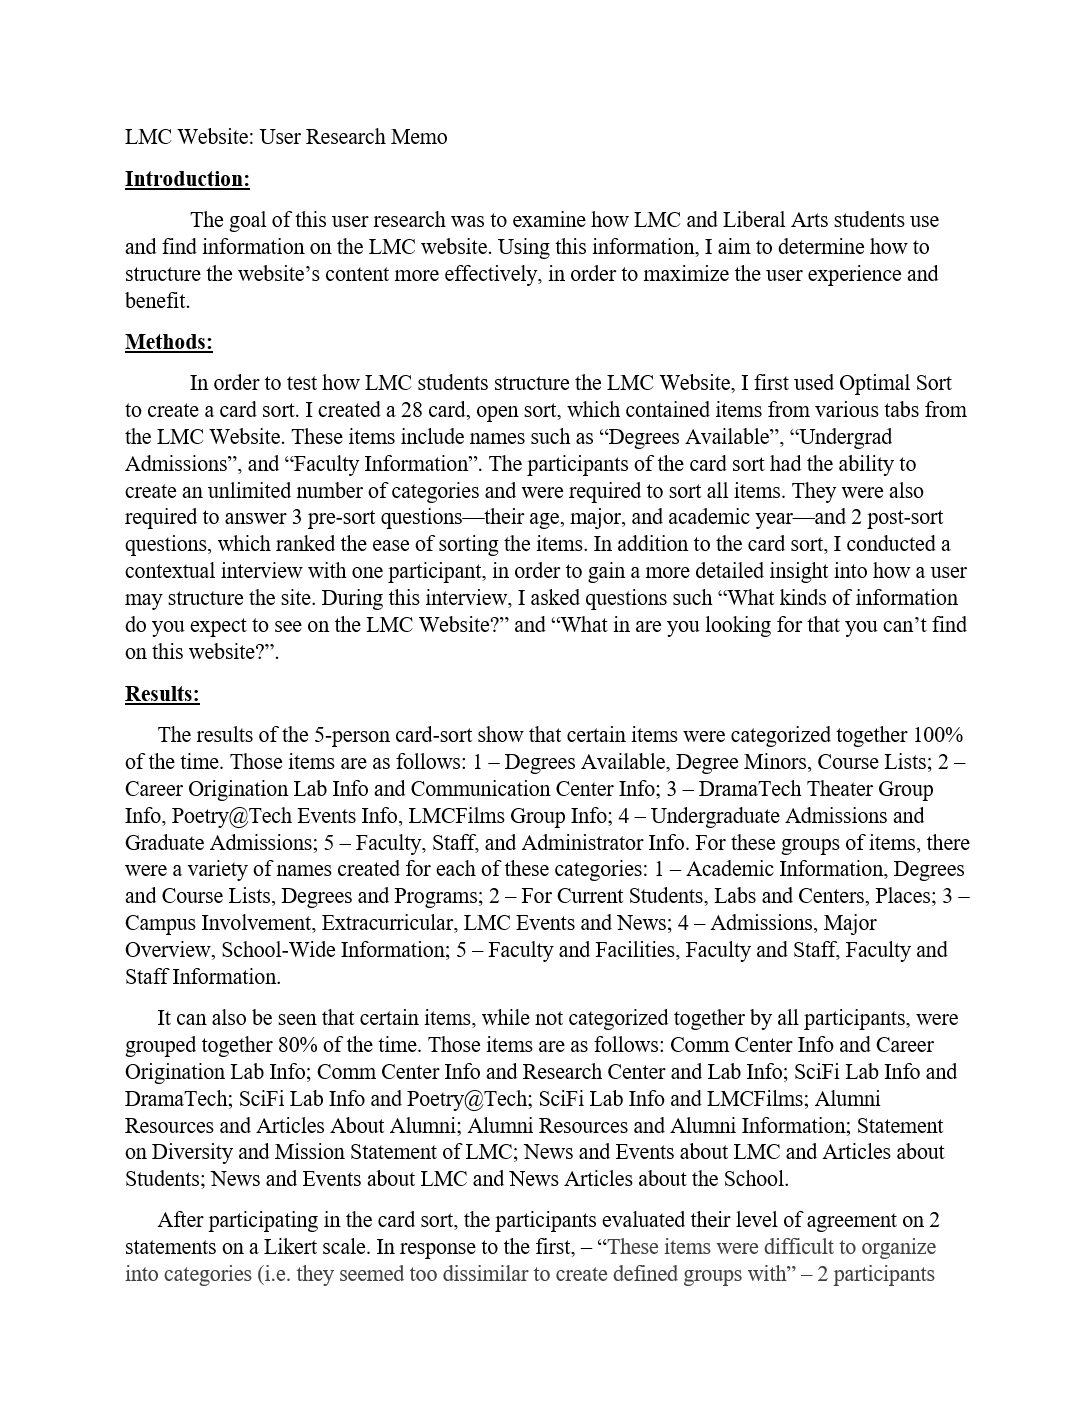 LMC Website: User Research Memo
Introduction:
The goal of this user research was to examine how LMC and Liberal Arts students use
and find information on the LMC website. Using this information, I aim to determine how to
structure the website’s content more effectively, in order to maximize the user experience and
benefit.
Methods:
In order to test how LMC students structure the LMC Website, I first used Optimal Sort
to create a card sort. I created a 28 card, open sort, which contained items from various tabs from
the LMC Website. These items include names such as “Degrees Available”, “Undergrad
Admissions”, and “Faculty Information”. The participants of the card sort had the ability to
create an unlimited number of categories and were required to sort all items. They were also
required to answer 3 pre-sort questions—their age, major, and academic year—and 2 post-sort
questions, which ranked the ease of sorting the items. In addition to the card sort, I conducted a
contextual interview with one participant, in order to gain a more detailed insight into how a user
may structure the site. During this interview, I asked questions such “What kinds of information
do you expect to see on the LMC Website?” and “What in are you looking for that you can’t find
on this website?”.
Results:
The results of the 5-person card-sort show that certain items were categorized together 100%
of the time. Those items are as follows: 1 – Degrees Available, Degree Minors, Course Lists; 2 –
Career Origination Lab Info and Communication Center Info; 3 – DramaTech Theater Group
Info, Poetry@Tech Events Info, LMCFilms Group Info; 4 – Undergraduate Admissions and
Graduate Admissions; 5 – Faculty, Staff, and Administrator Info. For these groups of items, there
were a variety of names created for each of these categories: 1 – Academic Information, Degrees
and Course Lists, Degrees and Programs; 2 – For Current Students, Labs and Centers, Places; 3 –
Campus Involvement, Extracurricular, LMC Events and News; 4 – Admissions, Major
Overview, School-Wide Information; 5 – Faculty and Facilities, Faculty and Staff, Faculty and
Staff Information.
It can also be seen that certain items, while not categorized together by all participants, were
grouped together 80% of the time. Those items are as follows: Comm Center Info and Career
Origination Lab Info; Comm Center Info and Research Center and Lab Info; SciFi Lab Info and
DramaTech; SciFi Lab Info and Poetry@Tech; SciFi Lab Info and LMCFilms; Alumni
Resources and Articles About Alumni; Alumni Resources and Alumni Information; Statement
on Diversity and Mission Statement of LMC; News and Events about LMC and Articles about
Students; News and Events about LMC and News Articles about the School.
After participating in the card sort, the participants evaluated their level of agreement on 2
statements on a Likert scale. In response to the first, – “These items were difficult to organize
into categories (i.e. they seemed too dissimilar to create defined groups with” – 2 participants